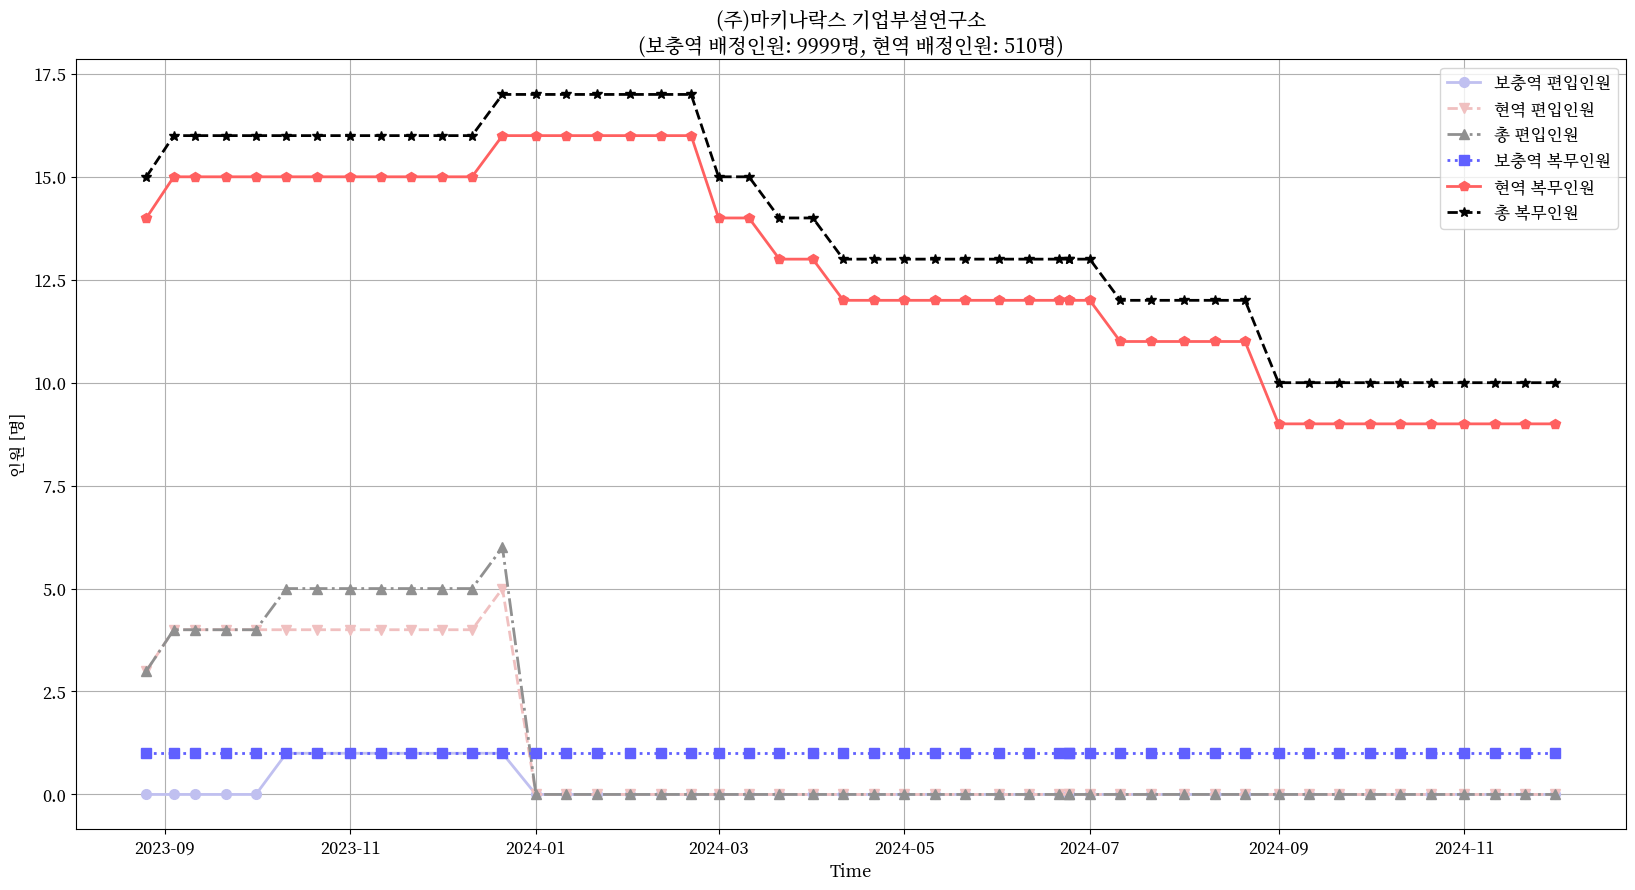 (주)마키나락스 기업부설연구소
(보충역 배정인원: 9999명, 현역 배정인원: 510명)
17.5
15.0
12.5
10.0
7.5
5.0
2.5
0.0
인원 [명]
보충역 편입인원
현역 편입인원
총 편입인원
보충역 복무인원
현역 복무인원
총 복무인원
2023-09
2023-11
2024-01
2024-03
2024-05
2024-07
2024-09
2024-11
Time